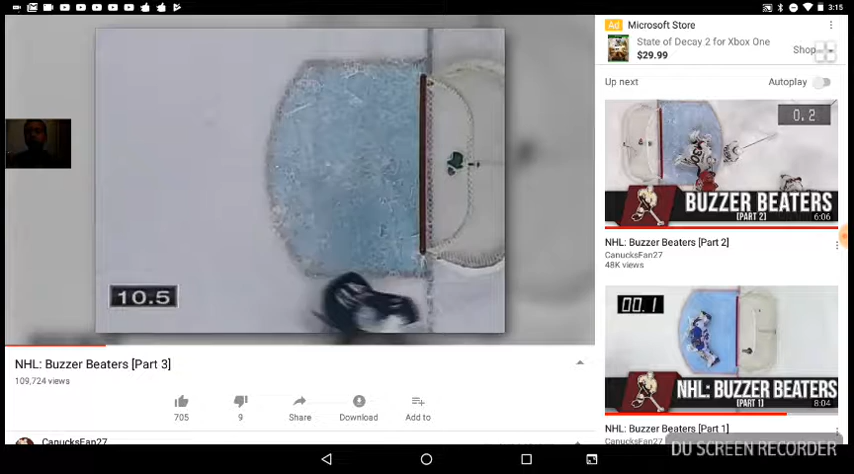 3:15
10.5
NHL: Buzzer Beaters [Part 3]
109,724 views
705
9
Share
Download
Add to
CanucksFan27
Ad Microsoft Store
State of Decay 2 for Xbox One
$29.99
Shop
Up next
Autoplay
0.2
BUZZER BEATERS
[PART 2]
6:06
NHL: Buzzer Beaters [Part 2]
CanucksFan27
48K views
00.1
NHL: BUZZER BEATERS
[PART 1]
8:04
NHL: Buzzer Beaters [Part 1]
CanucksFan27
DU SCREEN RECORDER